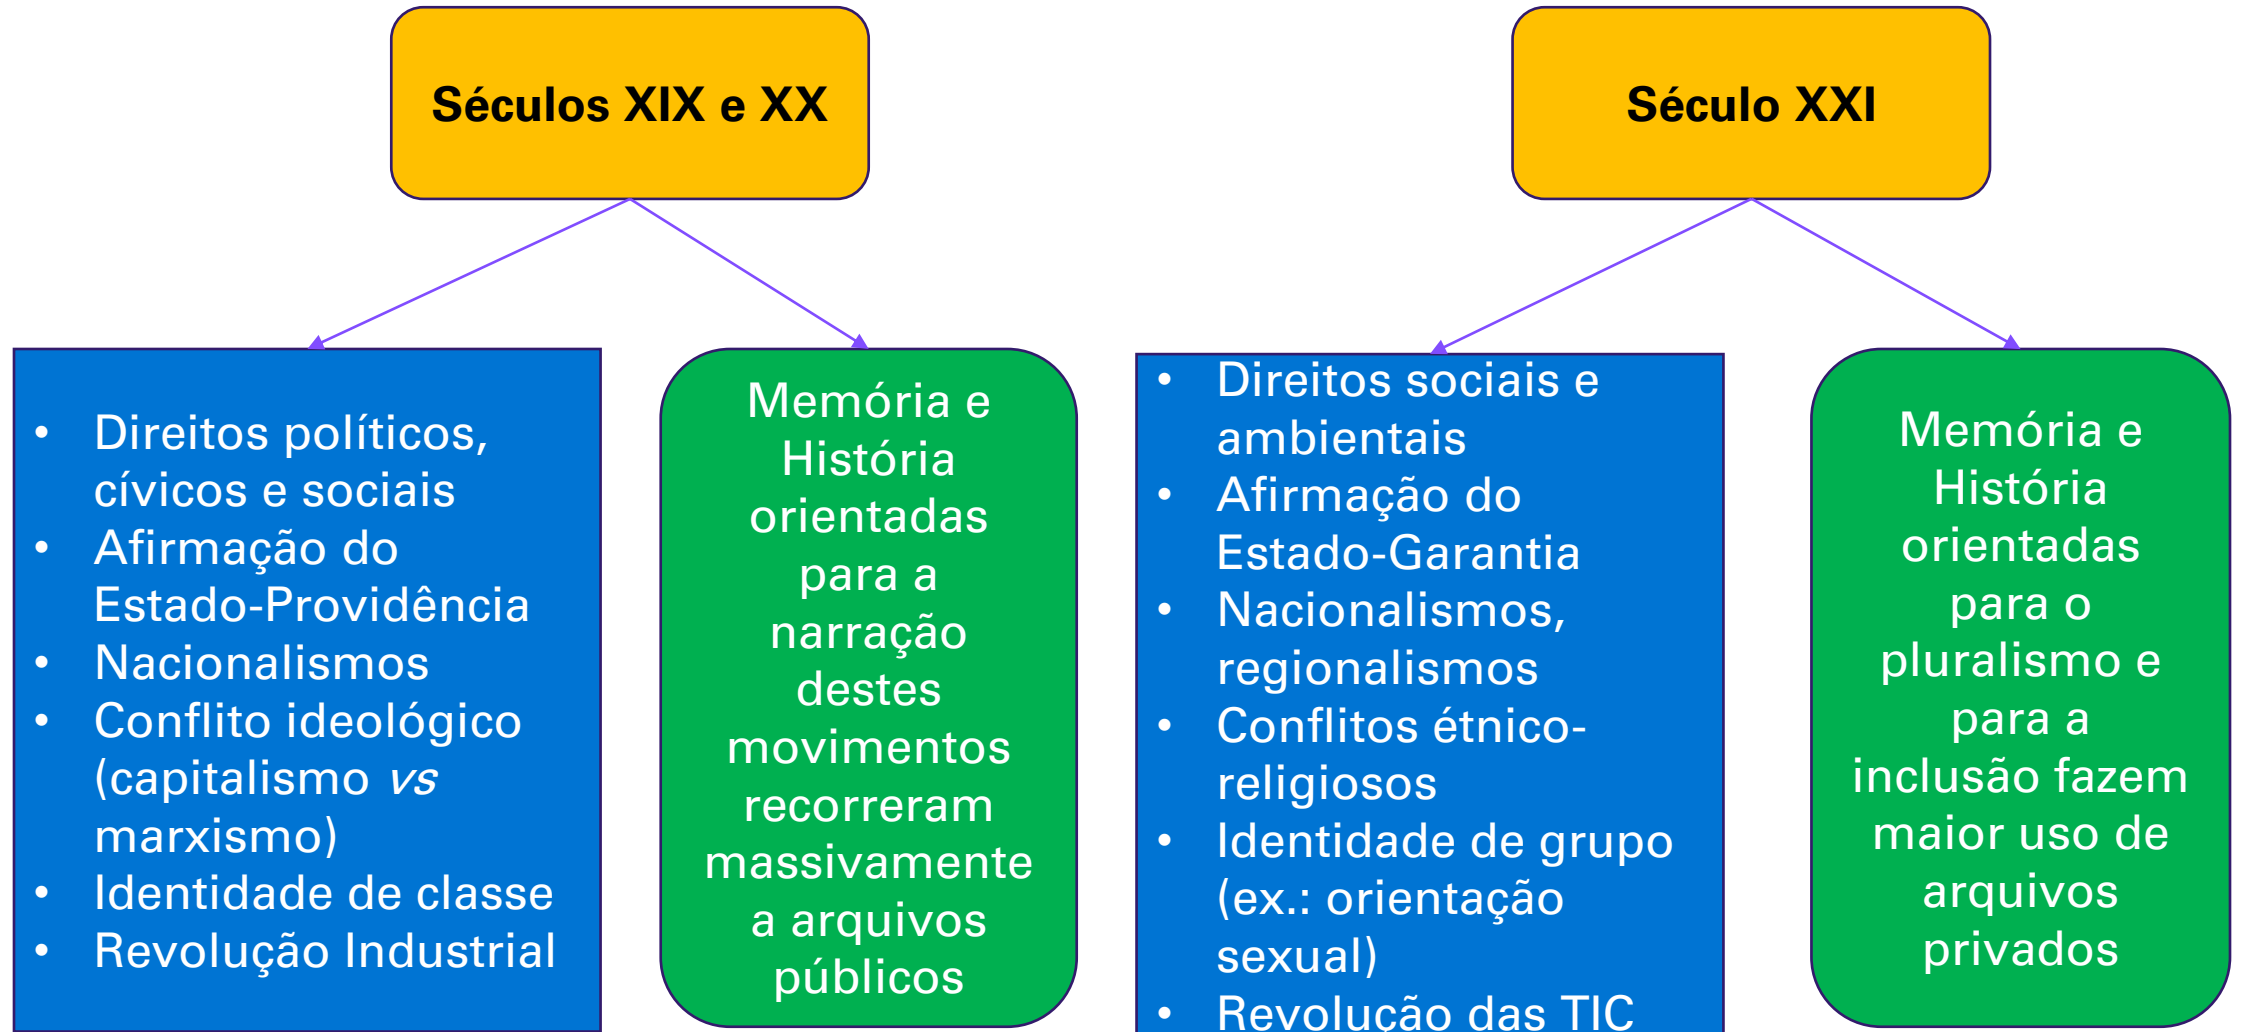 Séculos XIX e XX
• Direitos políticos,
cívicos e sociais
• Afirmação do
Estado-Providência
• Nacionalismos
• Conflito ideológico
(capitalismo vs
marxismo)
• Identidade de classe
• Revolução Industrial
Memória e
História
orientadas
para a
narração
destes
movimentos
recorreram
massivamente
a arquivos
públicos
Século XXI
• Direitos sociais e
ambientais
• Afirmação do
Estado-Garantia
• Nacionalismos,
regionalismos
• Conflitos étnico-
religiosos
• Identidade de grupo
(ex.: orientação
sexual)
• Revolução das TIC
Memória e
História
orientadas
para o
pluralismo e
para a
inclusão fazem
maior uso de
arquivos
privados